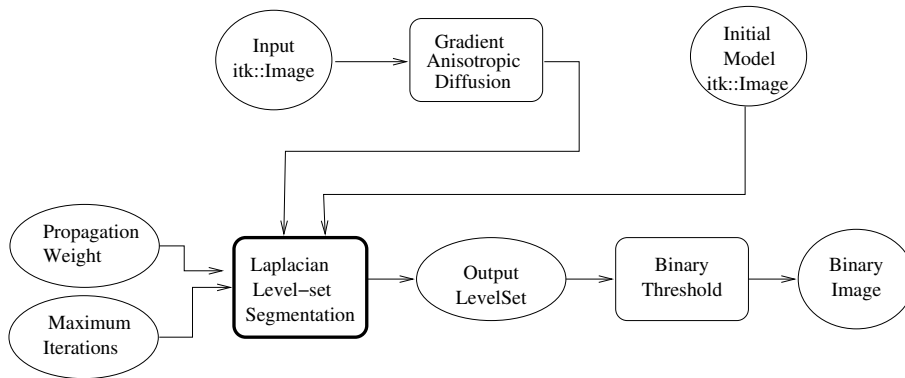 Input
itk::Image
Gradient
Anisotropic
Diffusion
Initial
Model
itk::Image
Propagation
Weight
Maximum
Iterations
Laplacian
Level-set
Segmentation
Output
LevelSet
Binary
Threshold
Binary
Image